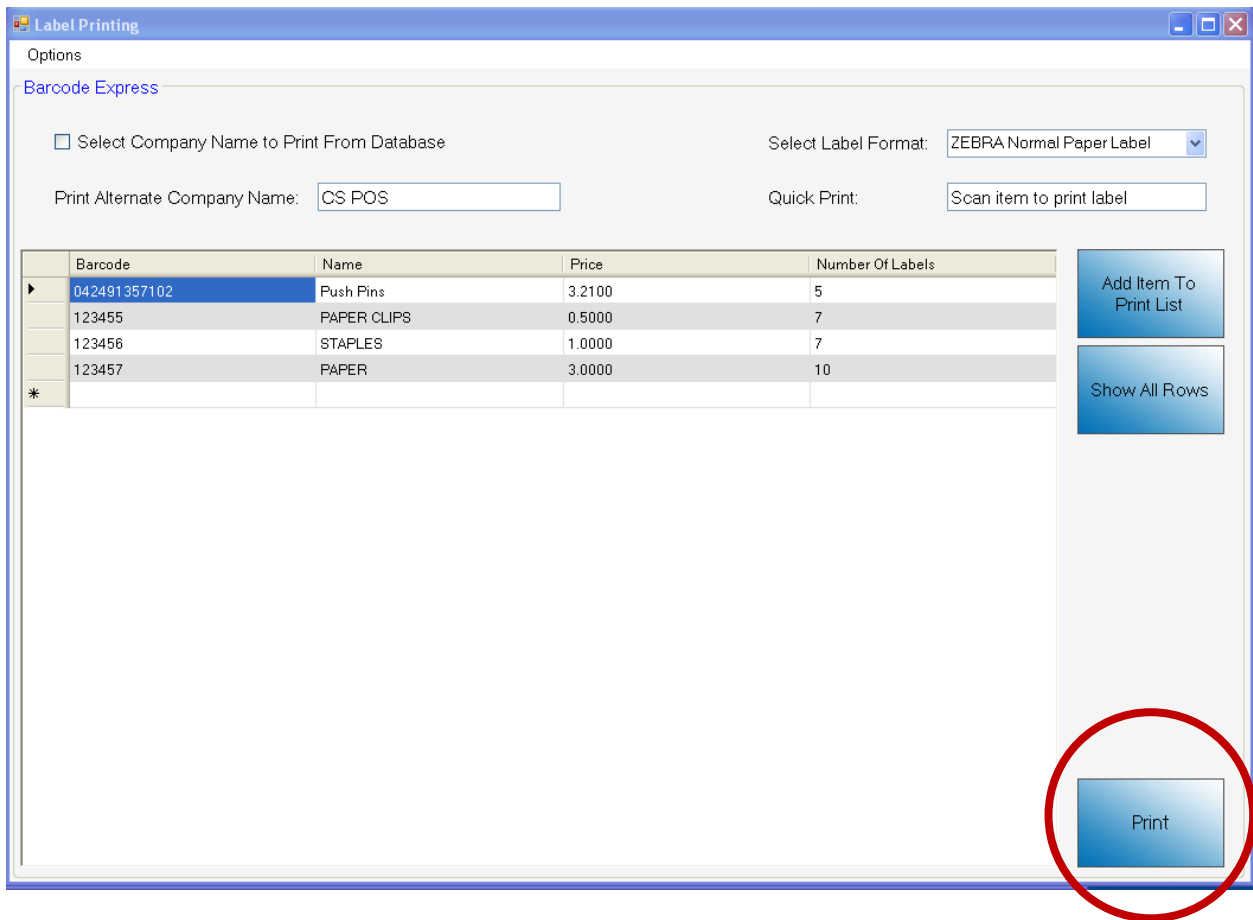 Label Printing
Options
Barcode Express
Select Company Name to Print From Database
Select Label Format: ZEBRA Normal Paper Label
Print Alternate Company Name: CS POS
Quick Print: Scan item to print label
Barcode Name Price Number Of Labels
042491357102 Push Pins 3.2100 5
123455 PAPER CLIPS 0.5000 7
123456 STAPLES 1.0000 7
123457 PAPER 3.0000 10
Add Item To
Print List
Show All Rows
Print